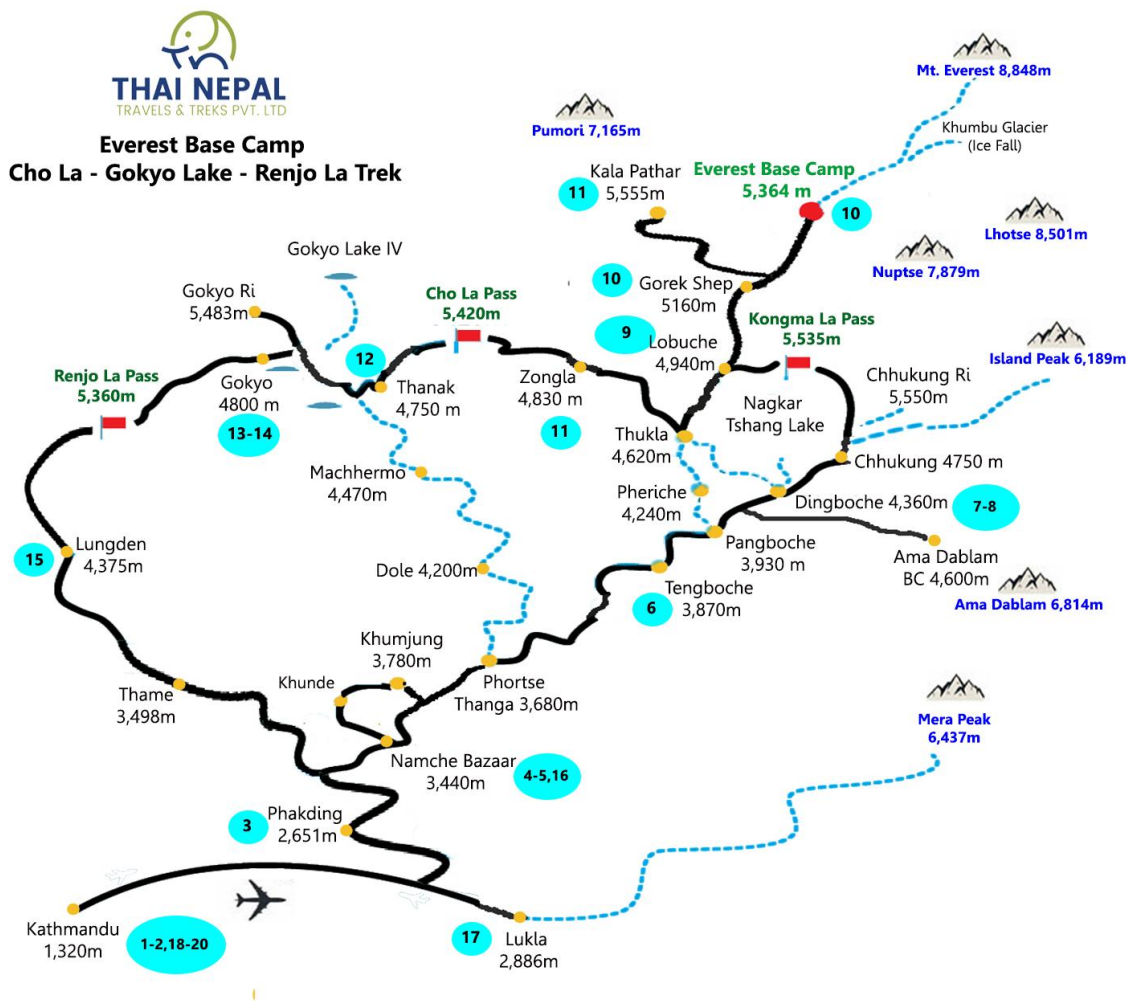 THAI NEPAL
TRAVELS & TREKS PVT. LTD
Everest Base Camp
Cho La - Gokyo Lake - Renjo La Trek
Mt. Everest 8,848m
Khumbu Glacier
(Ice Fall)
Pumori 7,165m
Kala Pathar
5,555m
11
Everest Base Camp
5,364 m
10
Lhotse 8,501m
Nuptse 7,879m
Gokyo Lake IV
Gokyo Ri
5,483m
Cho La Pass
5,420m
10
Gorek Shep
5160m
9
Lobuche
4,940m
Kongma La Pass
5,535m
Island Peak 6,189m
Renjo La Pass
5,360m
Gokyo
4800 m
13-14
12
Thanak
4,750 m
Zongla
4,830 m
11
Nagkar
Tshang Lake
Chhukung Ri
5,550m
Thukla
4,620m
Chhukung 4750 m
Machhermo
4,470m
Pheriche
4,240m
Dingboche 4,360m
7-8
Pangboche
3,930 m
Ama Dablam
BC 4,600m
Ama Dablam 6,814m
15
Lungden
4,375m
Dole 4,200m
Tengboche
3,870m
6
Khumjung
3,780m
Khunde
Phortse
Thanga 3,680m
Thame
3,498m
Mera Peak
6,437m
Namche Bazaar
3,440m
4-5,16
3
Phakding
2,651m
Kathmandu
1,320m
1-2,18-20
17
Lukla
2,886m